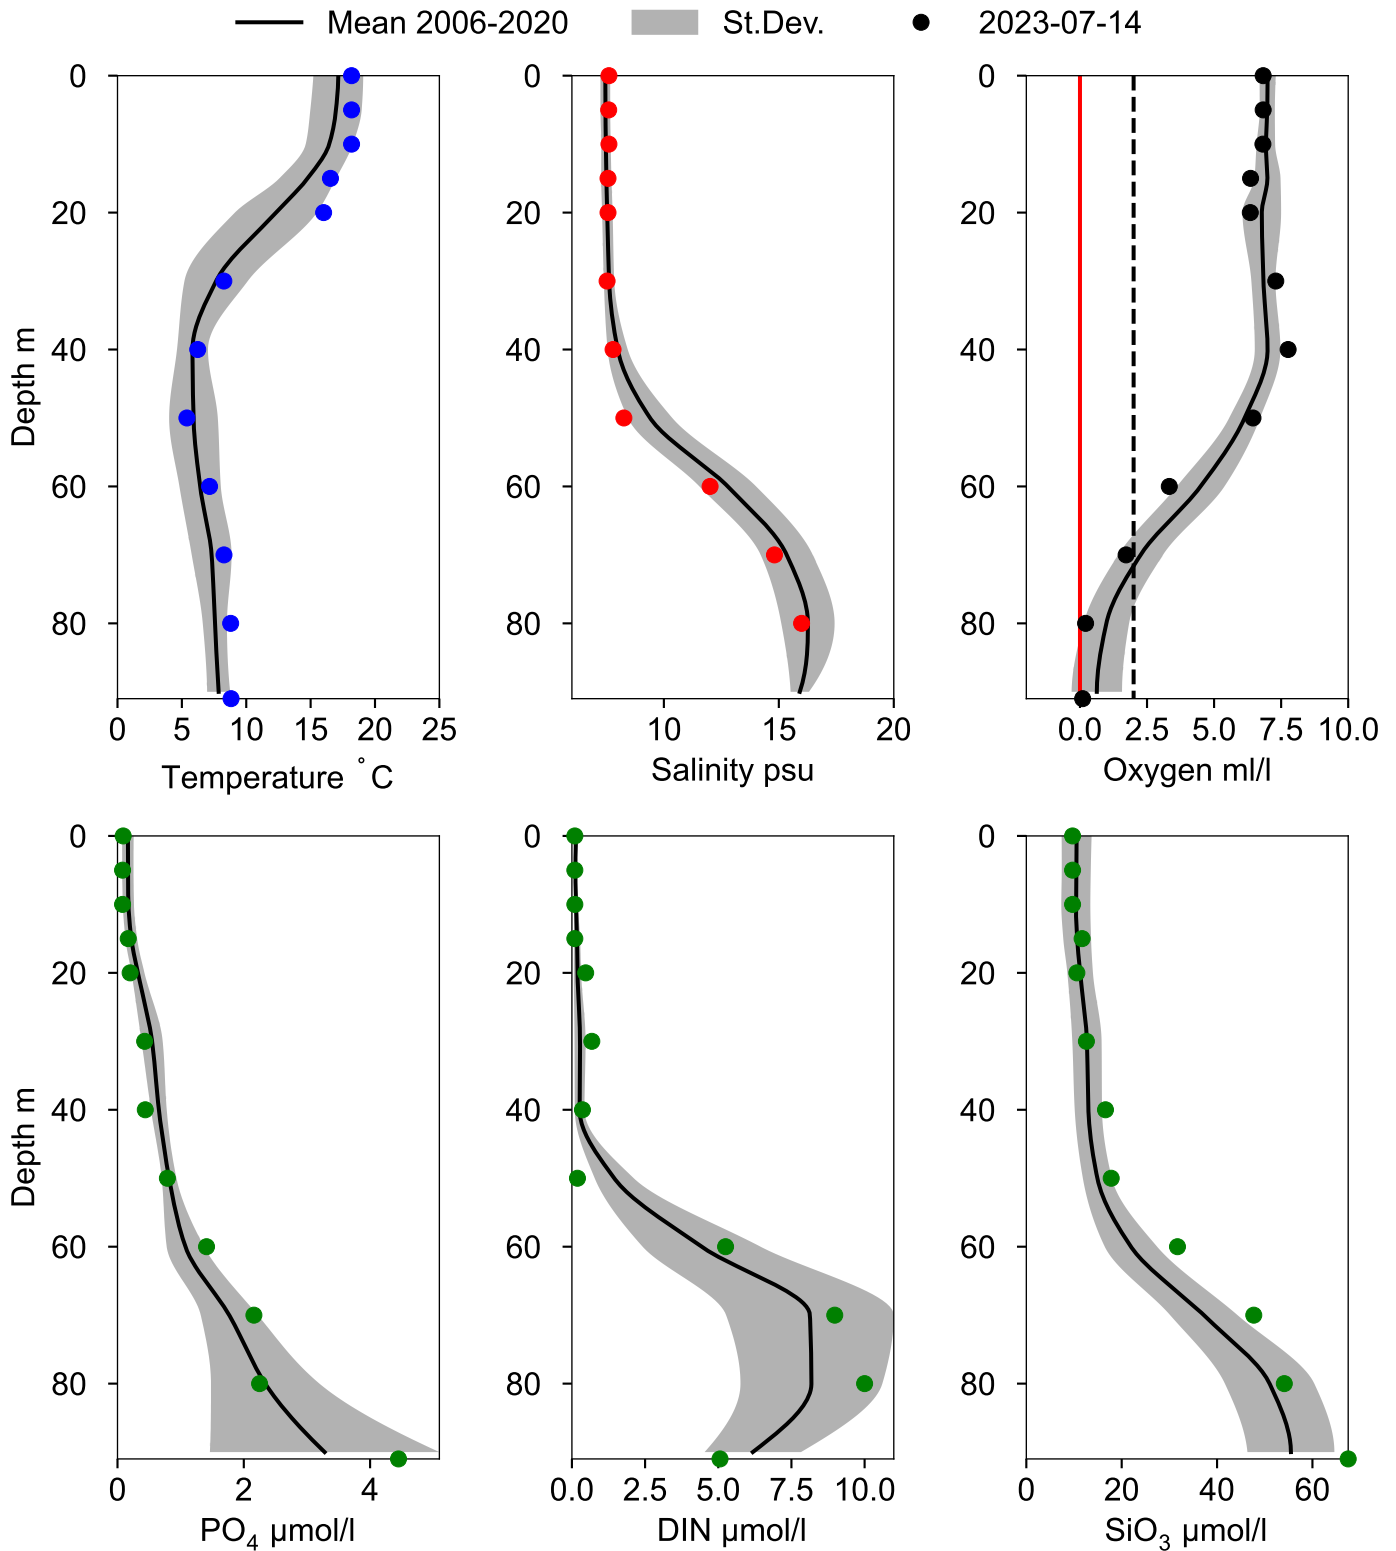 Mean 2006-2020 St.Dev. 2023-07-14
0 0 0
20 20 20
40 40 40
60 60 60
80 80 80
Depth m
0 5 10 15 20 25 10 15 20 0.0 2.5 5.0 7.5 10.0
Temperature °C Salinity psu Oxygen ml/l
0 0 0
20 20 20
40 40 40
60 60 60
80 80 80
Depth m
0 2 4 0.0 2.5 5.0 7.5 10.0 0 20 40 60
PO₄ µmol/l DIN µmol/l SiO₃ µmol/l